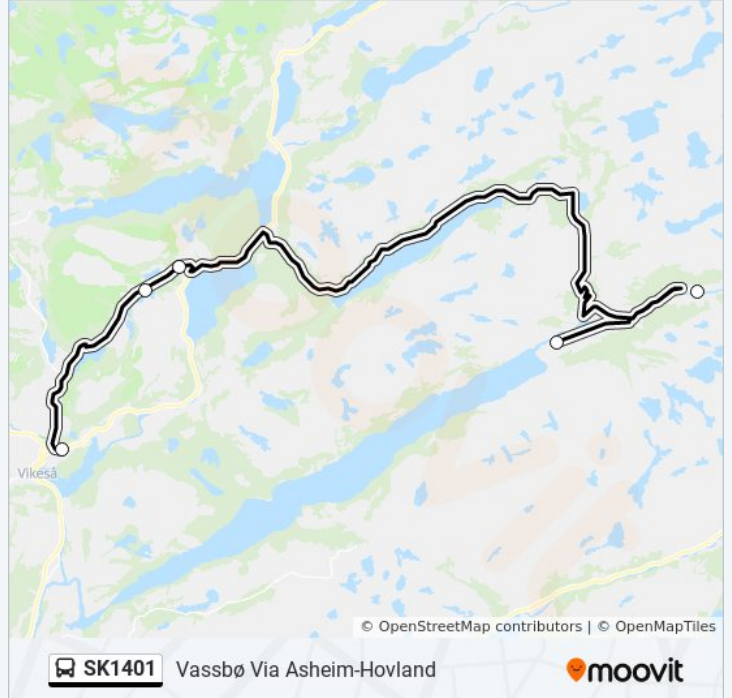 Vikeså
© OpenStreetMap contributors | © OpenMapTiles
SK1401 Vassbø Via Asheim-Hovland
moovit